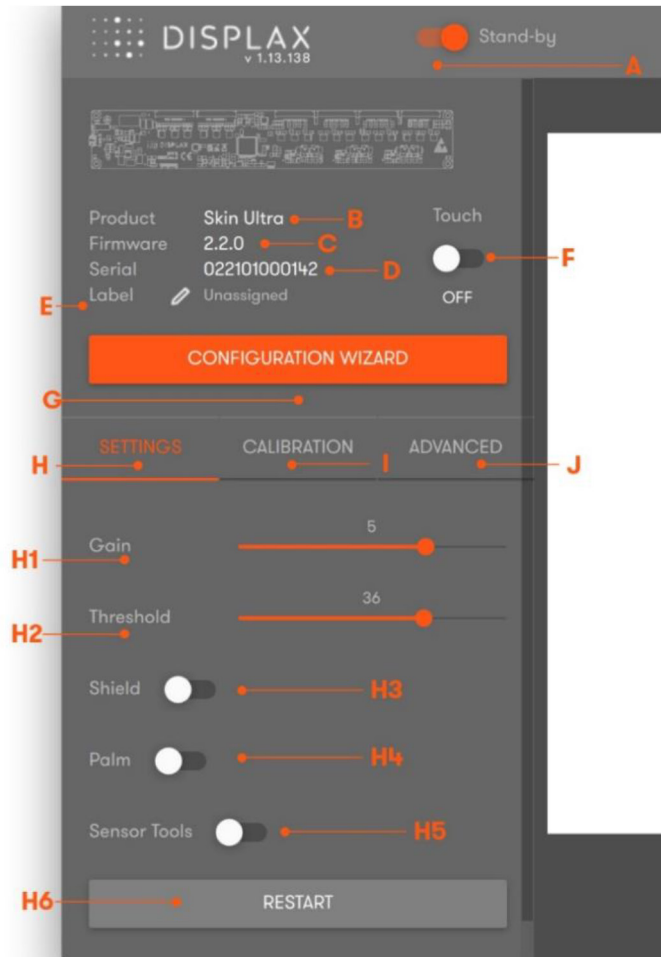 DISPLAX
v 1.13.138
Stand-by
A
Product Skin Ultra B Touch
Firmware 2.2.0 C
Serial 022101000142 D F
E Label Unassigned OFF
CONFIGURATION WIZARD
G
SETTINGS CALIBRATION ADVANCED
H I J
Gain 5
H1
Threshold 36
H2
Shield H3
Palm H4
Sensor Tools H5
H6 RESTART